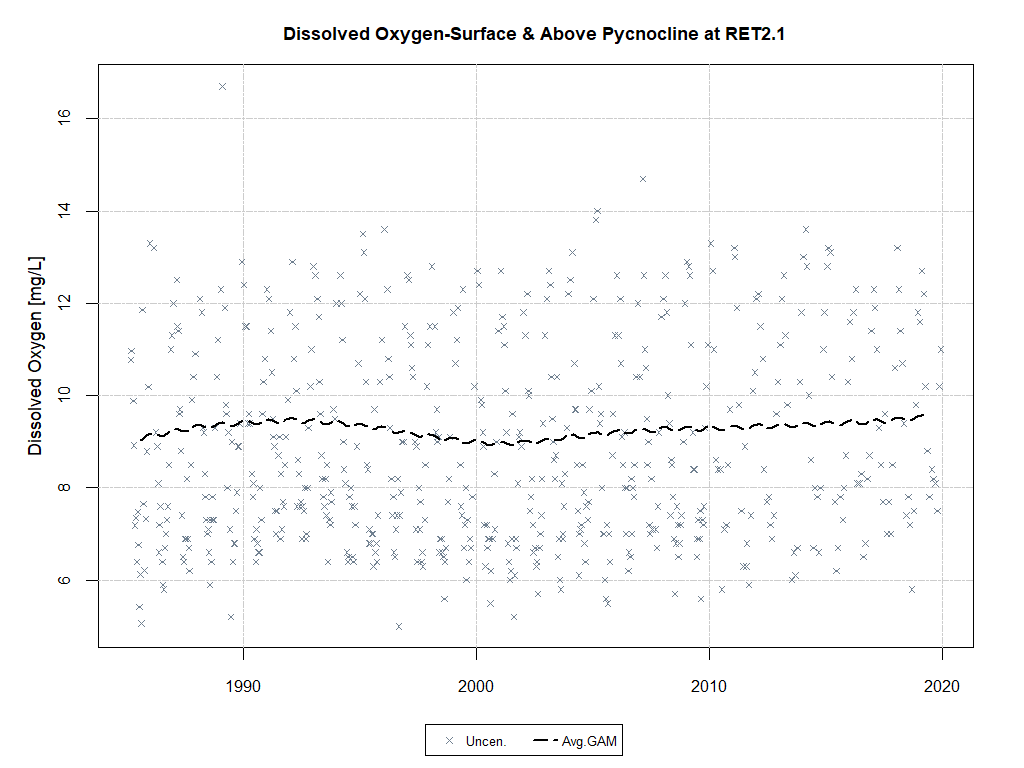 Dissolved Oxygen-Surface & Above Pycnocline at RET2.1
Dissolved Oxygen [mg/L]
16
14
12
10
8
6
1990 2000 2010 2020
Uncen. Avg.GAM